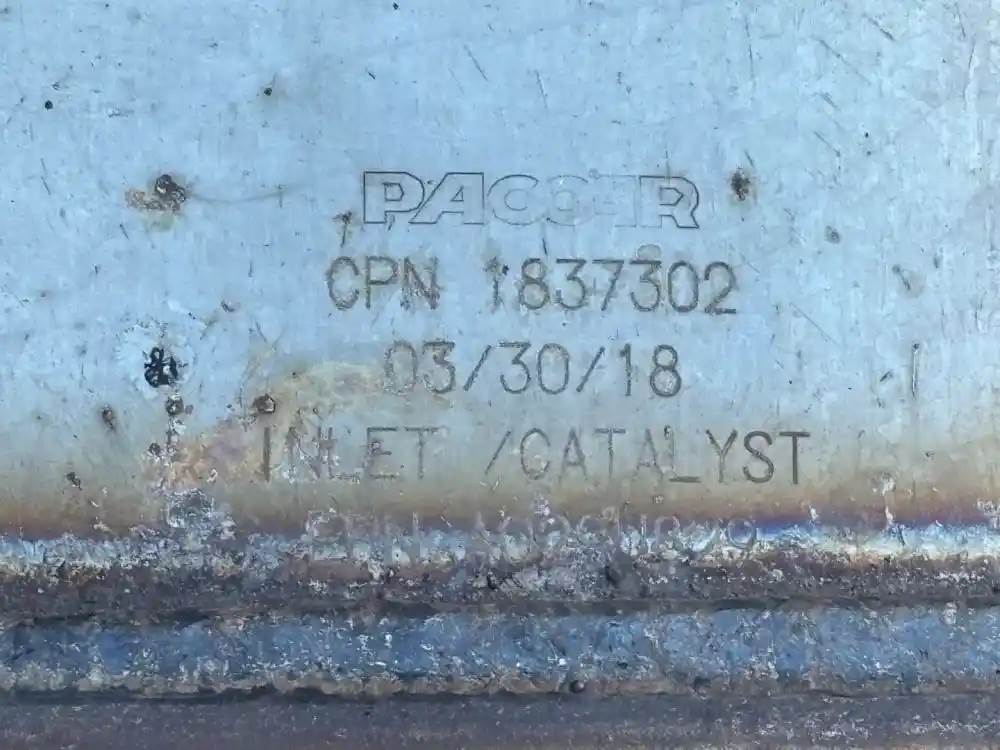 PACCAR
CPN 1837302
03/30/18
INLET /CATALYST